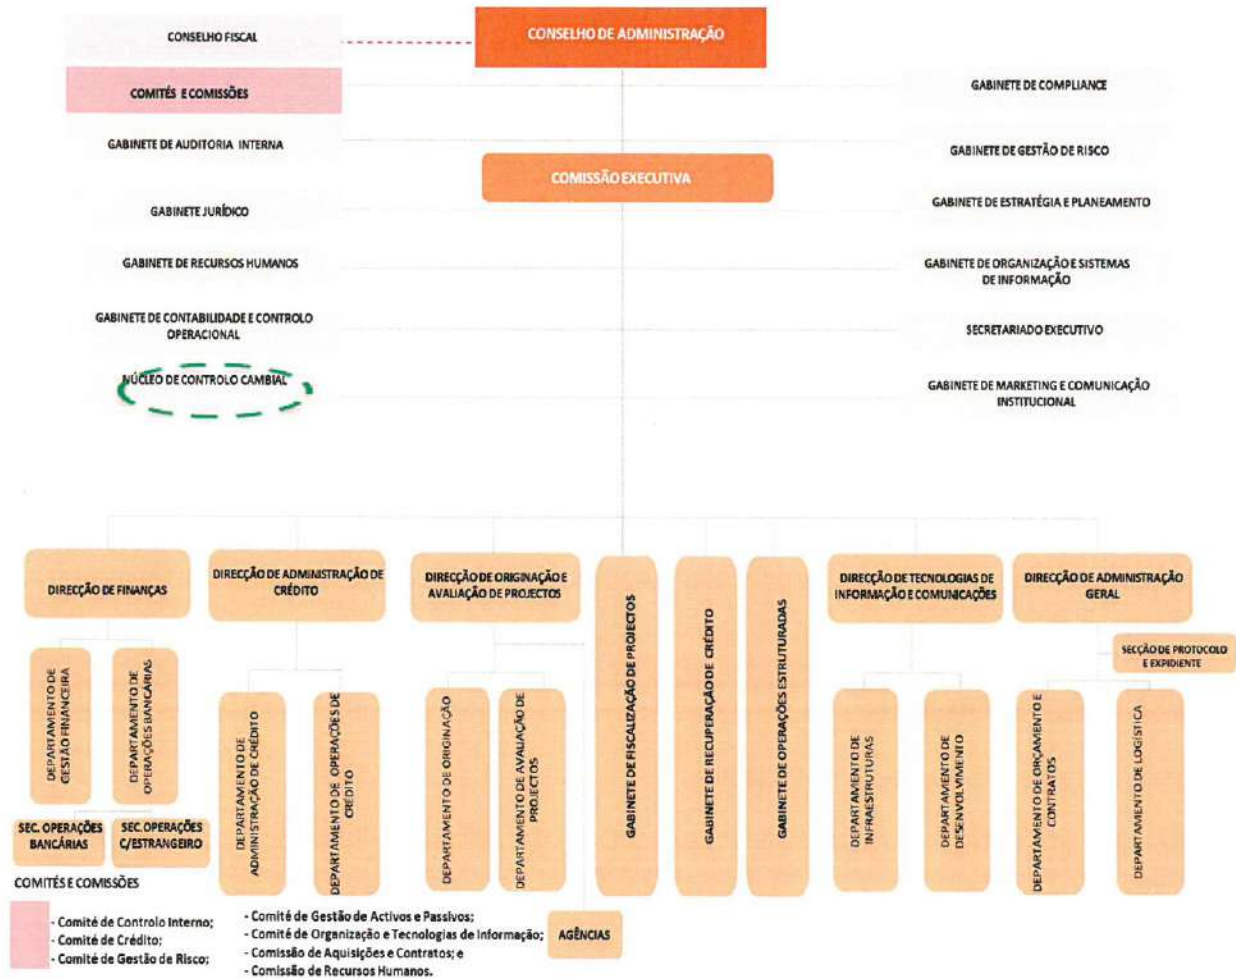 CONSELHO FISCAL
CONSELHO DE ADMINISTRAÇÃO
COMITÉS E COMISSÕES
GABINETE DE COMPLIANCE
GABINETE DE AUDITORIA INTERNA
GABINETE DE GESTÃO DE RISCO
COMISSÃO EXECUTIVA
GABINETE JURÍDICO
GABINETE DE ESTRATÉGIA E PLANEAMENTO
GABINETE DE RECURSOS HUMANOS
GABINETE DE ORGANIZAÇÃO E SISTEMAS
DE INFORMAÇÃO
GABINETE DE CONTABILIDADE E CONTROLO
OPERACIONAL
SECRETARIADO EXECUTIVO
NÚCLEO DE CONTROLO CAMBIAL
GABINETE DE MARKETING E COMUNICAÇÃO
INSTITUCIONAL
DIRECÇÃO DE FINANÇAS
DIRECÇÃO DE ADMINISTRAÇÃO DE
CRÉDITO
DIRECÇÃO DE ORIGINAÇÃO E
AVALIAÇÃO DE PROJECTOS
GABINETE DE FISCALIZAÇÃO DE PROJECTOS
GABINETE DE RECUPERAÇÃO DE CRÉDITO
GABINETE DE OPERAÇÕES ESTRUTURADAS
DIRECÇÃO DE TECNOLOGIAS DE
INFORMAÇÃO E COMUNICAÇÕES
DIRECÇÃO DE ADMINISTRAÇÃO
GERAL
SECÇÃO DE PROTOCOLO
E EXPIDIENTE
DEPARTAMENTO DE
GESTÃO FINANCEIRA
DEPARTAMENTO DE
OPERAÇÕES BANCÁRIAS
DEPARTAMENTO DE
ADMINISTRAÇÃO DE CRÉDITO
DEPARTAMENTO DE OPERAÇÕES DE
CRÉDITO
DEPARTAMENTO DE ORIGINAÇÃO
DEPARTAMENTO DE AVALIAÇÃO DE
PROJECTOS
DEPARTAMENTO DE
INFRAESTRUTURAS
DEPARTAMENTO DE
DESENVOLVIMENTO
DEPARTAMENTO DE ORÇAMENTO E
CONTRATOS
DEPARTAMENTO DE LOGÍSTICA
SEC. OPERAÇÕES
BANCÁRIAS
SEC. OPERAÇÕES
C/ESTRANGEIRO
COMITÉS E COMISSÕES
- Comité de Controlo Interno;
- Comité de Crédito;
- Comité de Gestão de Risco;
- Comité de Gestão de Activos e Passivos;
- Comité de Organização e Tecnologias de Informação;
- Comissão de Aquisições e Contratos; e
- Comissão de Recursos Humanos.
AGÊNCIAS